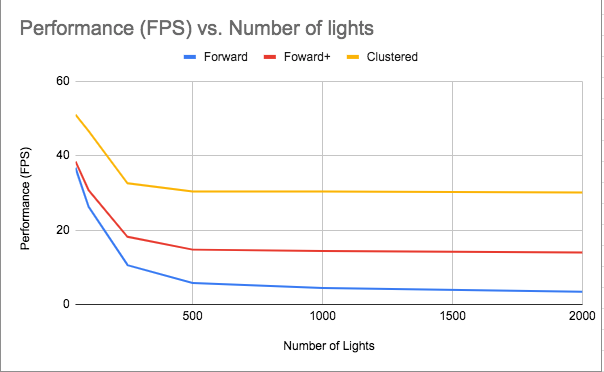 Performance (FPS) vs. Number of lights
Forward Foward+ Clustered
60
40
20
0
Performance (FPS)
500 1000 1500 2000
Number of Lights